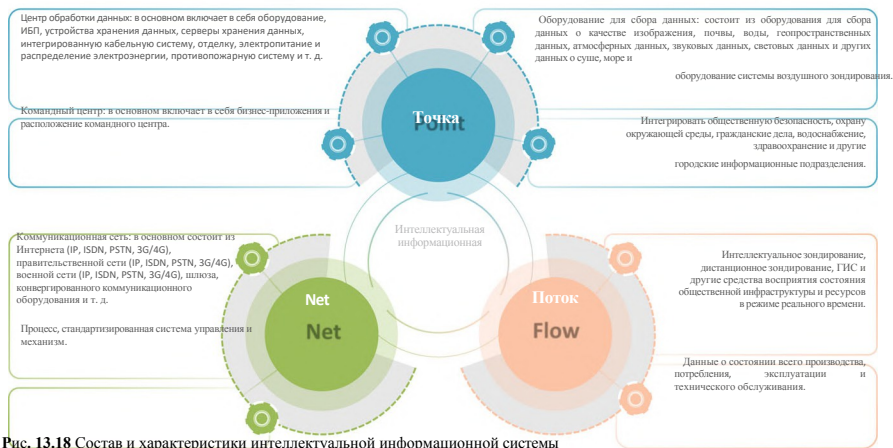 Центр обработки данных: в основном включает в себя оборудование,
ИБП, устройства хранения данных, серверы хранения данных,
интегрированную кабельную систему, отделку, электропитание и
распределение электроэнергии, противопожарную систему и т. д.
Командный центр: в основном включает в себя бизнес-приложения и
расположение командного центра.
Точка
Point
Оборудование для сбора данных: состоит из оборудования для сбора
данных о качестве изображения, почвы, воды, геопространственных
данных, атмосферных данных, звуковых данных, световых данных и других
данных о суше, море и
оборудование системы воздушного зондирования.
Интегрировать общественную безопасность, охрану
окружающей среды, гражданские дела, водоснабжение,
здравоохранение и другие
городские информационные подразделения.
Интеллектуальная
информационная
Коммуникационная сеть: в основном состоит из
Интернета (IP, ISDN, PSTN, 3G/4G),
правительственной сети (IP, ISDN, PSTN, 3G/4G),
военной сети (IP, ISDN, PSTN, 3G/4G), шлюза,
конвергированного коммуникационного
оборудования и т. д.
Процесс, стандартизированная система управления и
механизм.
Net
Net
Поток
Flow
Интеллектуальное зондирование,
дистанционное зондирование, ГИС и
другие средства восприятия состояния
общественной инфраструктуры и ресурсов
в режиме реального времени.
Данные о состоянии всего производства,
потребления, эксплуатации и
технического обслуживания.
Рис. 13.18 Состав и характеристики интеллектуальной информационной системы